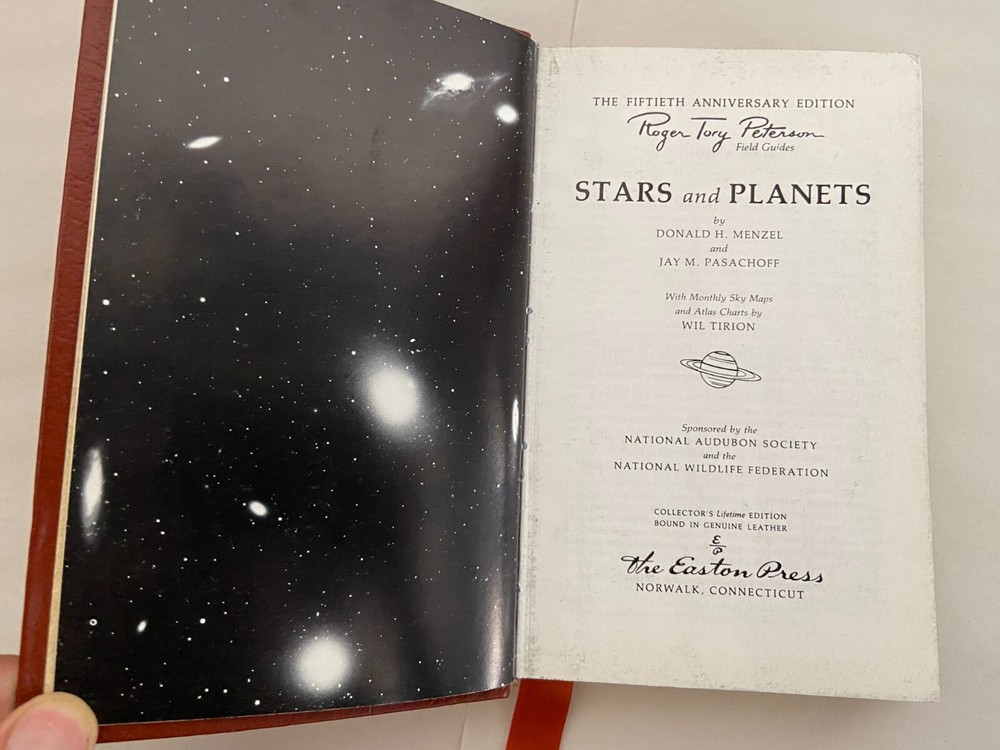 THE FIFTIETH ANNIVERSARY EDITION
Roger Tory Peterson
Field Guides
STARS and PLANETS
by
DONALD H. MENZEL
and
JAY M. PASACHOFF
With Monthly Sky Maps
and Atlas Charts by
WIL TIRION
Sponsored by the
NATIONAL AUDUBON SOCIETY
and the
NATIONAL WILDLIFE FEDERATION
COLLECTOR'S Lifetime EDITION
BOUND IN GENUINE LEATHER
E
P
The Easton Press
NORWALK, CONNECTICUT